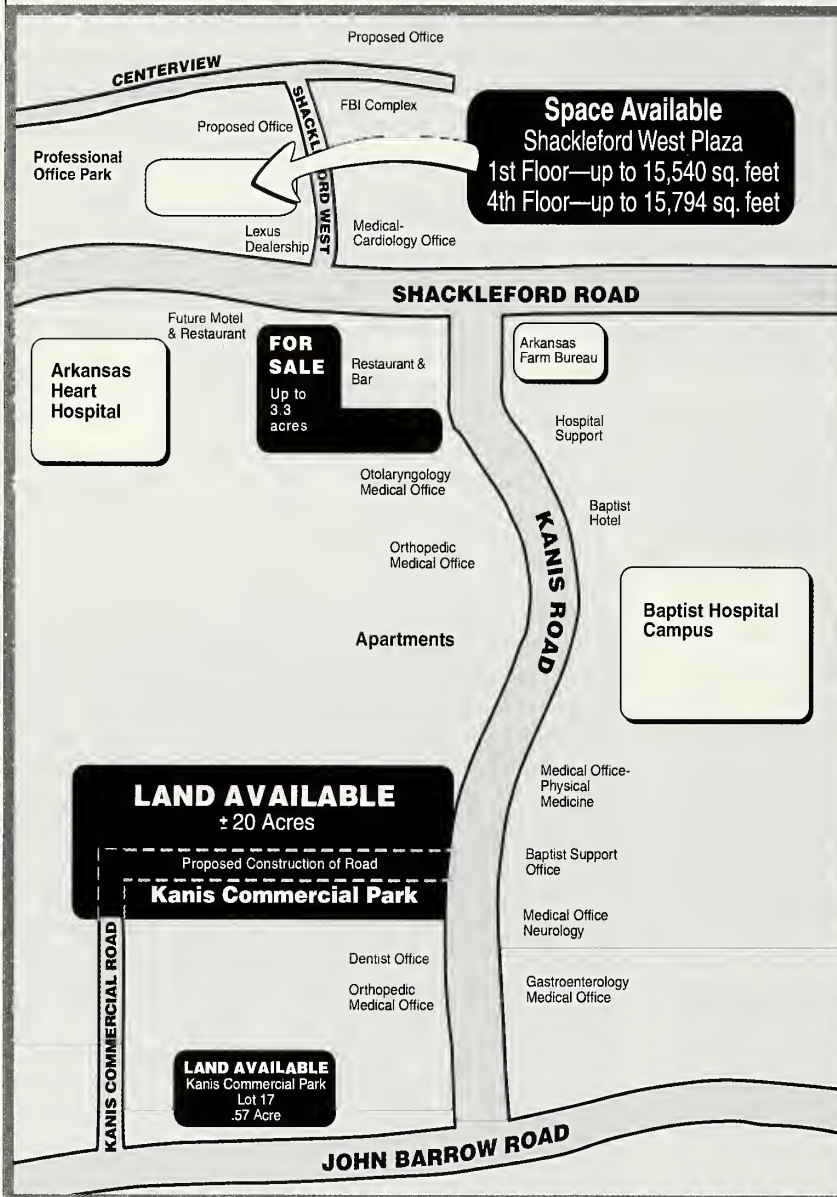 Proposed Office
CENTERVIEW
SHACKLEFORD WEST
FBI Complex
Proposed Office
Professional
Office Park
Space Available
Shackleford West Plaza
1st Floor—up to 15,540 sq. feet
4th Floor—up to 15,794 sq. feet
Lexus
Dealership
Medical-
Cardiology Office
SHACKLEFORD ROAD
Future Motel
& Restaurant
Arkansas
Heart
Hospital
FOR
SALE
Up to
3.3
acres
Restaurant &
Bar
Arkansas
Farm Bureau
Hospital
Support
Otolaryngology
Medical Office
Baptist
Hotel
Orthopedic
Medical Office
KANIS ROAD
Apartments
Baptist Hospital
Campus
LAND AVAILABLE
± 20 Acres
Proposed Construction of Road
Kanis Commercial Park
Medical Office-
Physical
Medicine
Baptist Support
Office
Medical Office
Neurology
KANIS COMMERCIAL ROAD
Dentist Office
Orthopedic
Medical Office
Gastroenterology
Medical Office
LAND AVAILABLE
Kanis Commercial Park
Lot 17
.57 Acre
JOHN BARROW ROAD